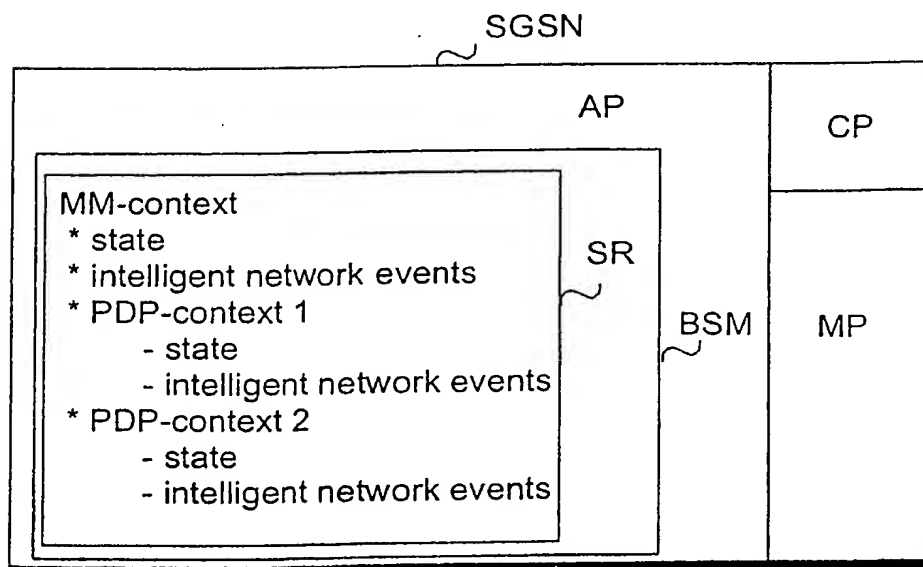 SGSN
AP
CP
MM-context
* state
* intelligent network events
* PDP-context 1
- state
- intelligent network events
* PDP-context 2
- state
- intelligent network events
SR
BSM
MP